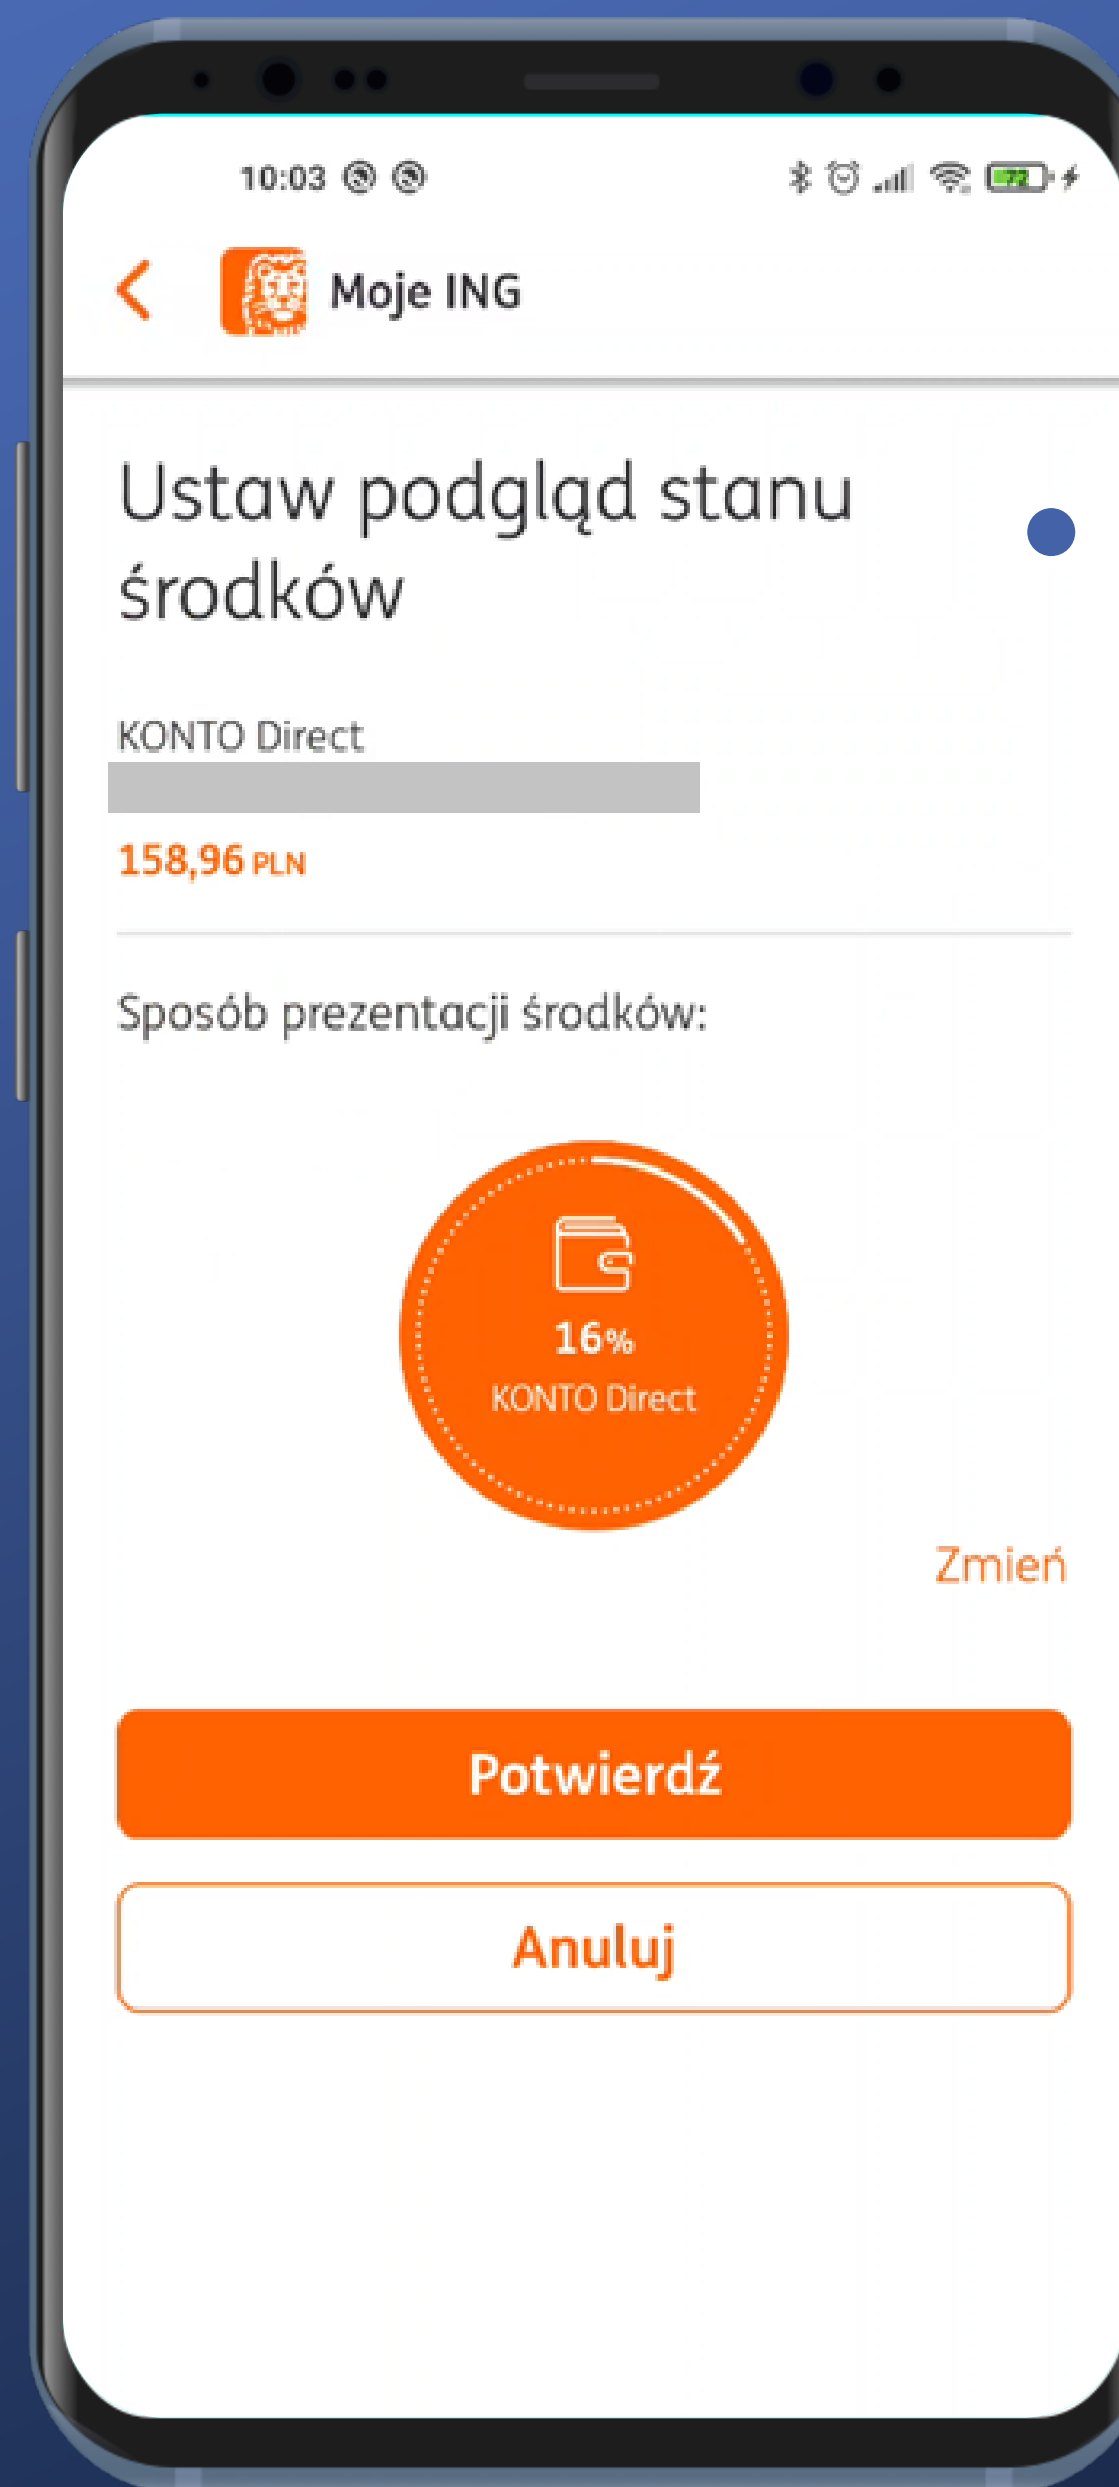 10:03
72
Moje ING
Ustaw podgląd stanu
środków
KONTO Direct
158,96 PLN
Sposób prezentacji środków:
16%
KONTO Direct
Zmień
Potwierdź
Anuluj